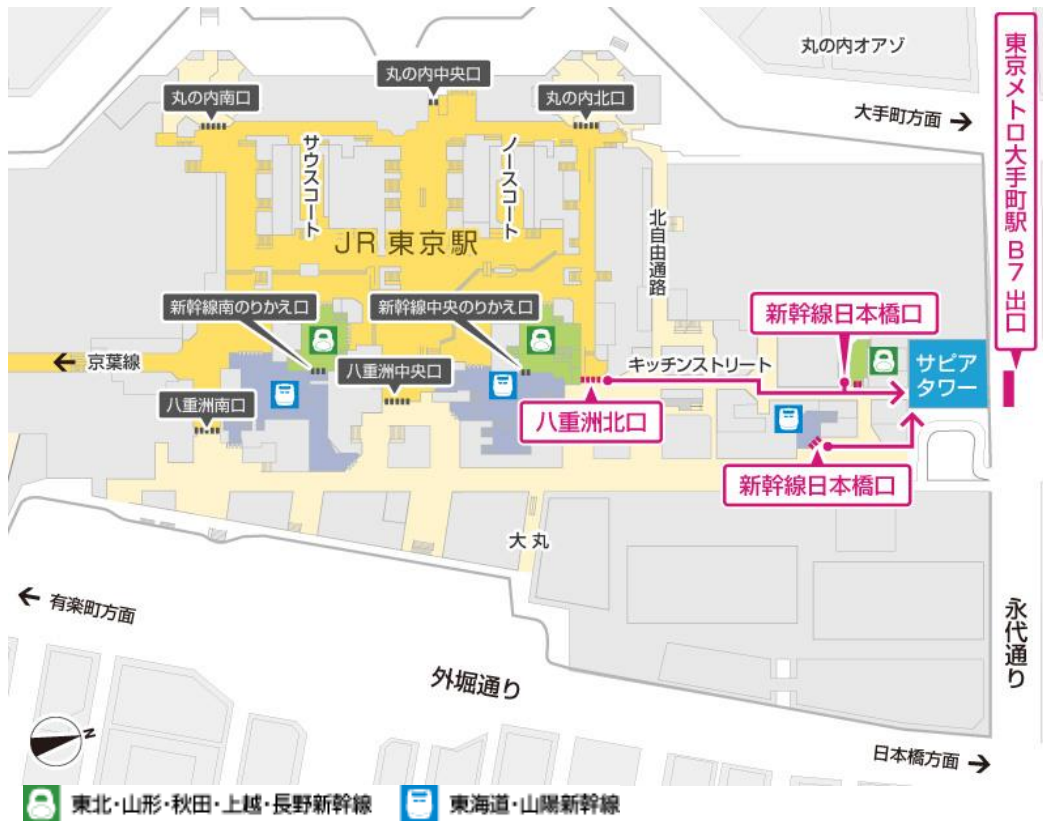 丸の内オアゾ
丸の内中央口
丸の内南口
丸の内北口
大手町方面
東京メトロ大手町駅 B7 出口
サウスコート
ノースコート
JR 東京駅
北自由通路
新幹線南のりかえ口
新幹線中央のりかえ口
新幹線日本橋口
京葉線
八重洲中央口
キッチンストリート
サピア
タワー
八重洲南口
八重洲北口
新幹線日本橋口
大丸
有楽町方面
永代通り
外堀通り
N
日本橋方面
東北・山形・秋田・上越・長野新幹線
東海道・山陽新幹線